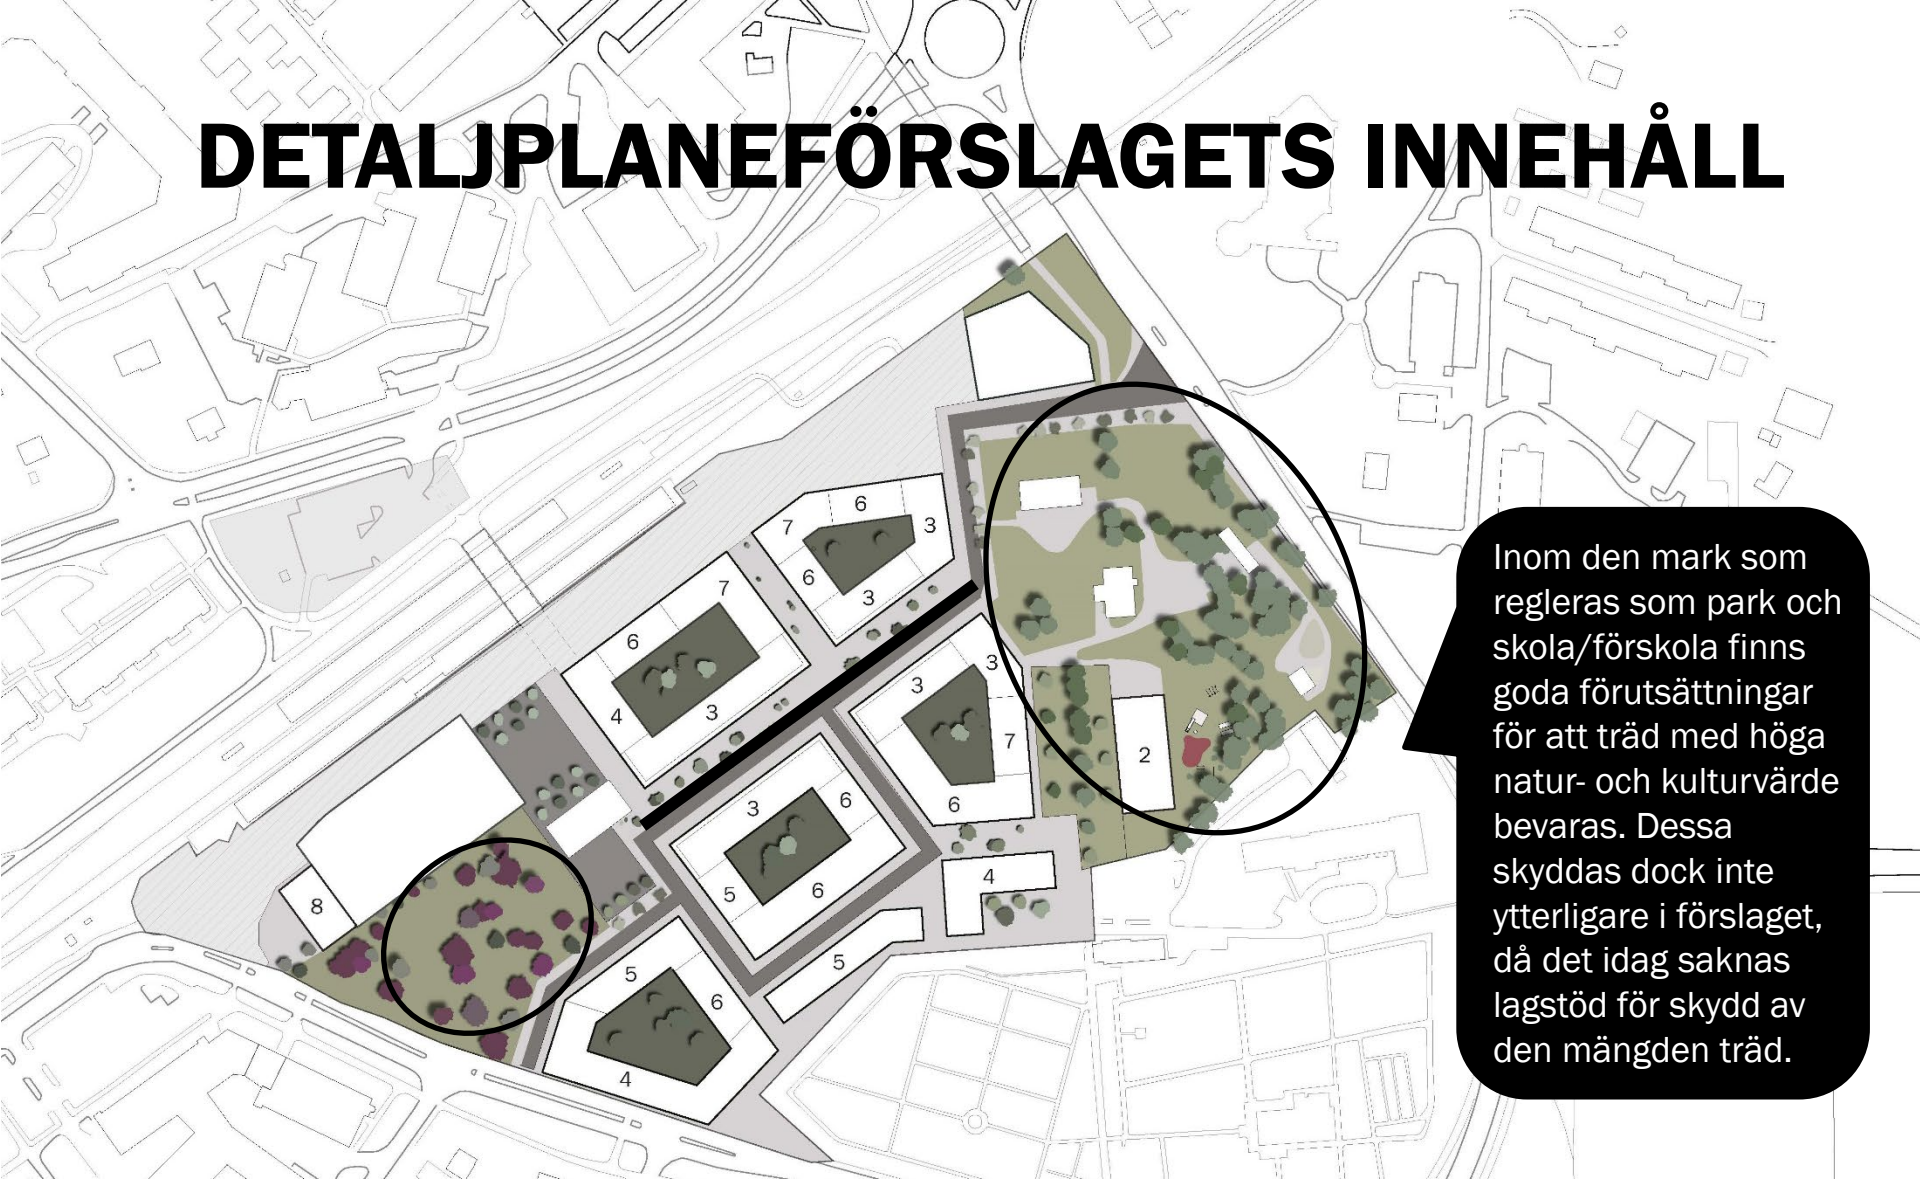 DETALJPLANEFÖRSLAGETS INNEHÅLL
6
7
3
6
3
7
6
4
3
3
3
7
6
2
3
6
5
6
4
5
8
5
6
4
Inom den mark som
regleras som park och
skola/förskola finns
goda förutsättningar
för att träd med höga
natur- och kulturvärde
bevaras. Dessa
skyddas dock inte
ytterligare i förslaget,
då det idag saknas
lagstöd för skydd av
den mängden träd.